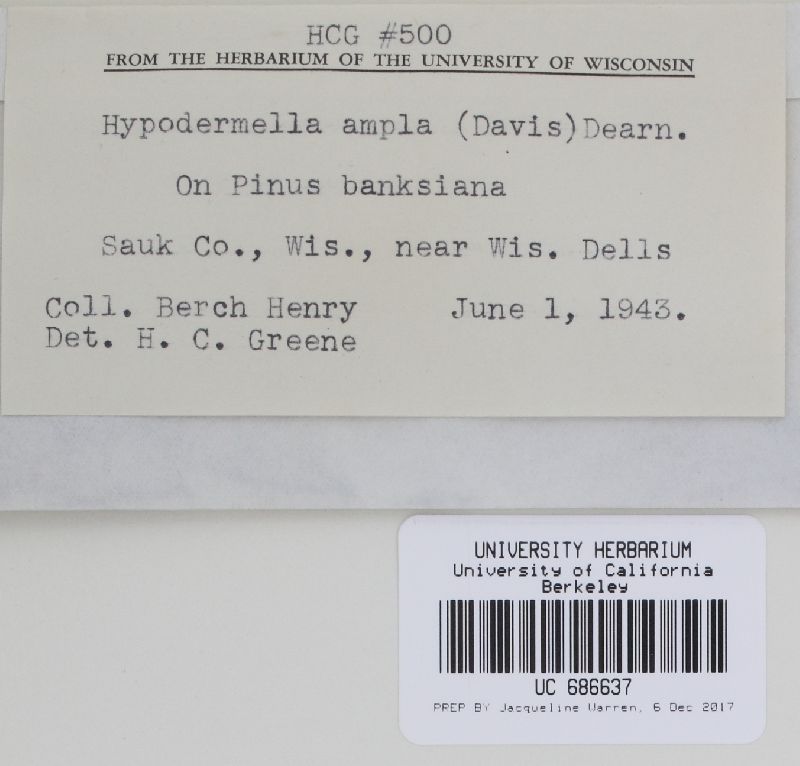 HCG #500
FROM THE HERBARIUM OF THE UNIVERSITY OF WISCONSIN
Hypodermella ampla (Davis)Dearn.
On Pinus banksiana
Sauk Co., Wis., near Wis. Dells
Coll. Berch Henry June 1, 1943.
Det. H. C. Greene
UNIVERSITY HERBARIUM
University of California
Berkeley
UC 686637
PREP BY Jacqueline Warren, 6 Dec 2017